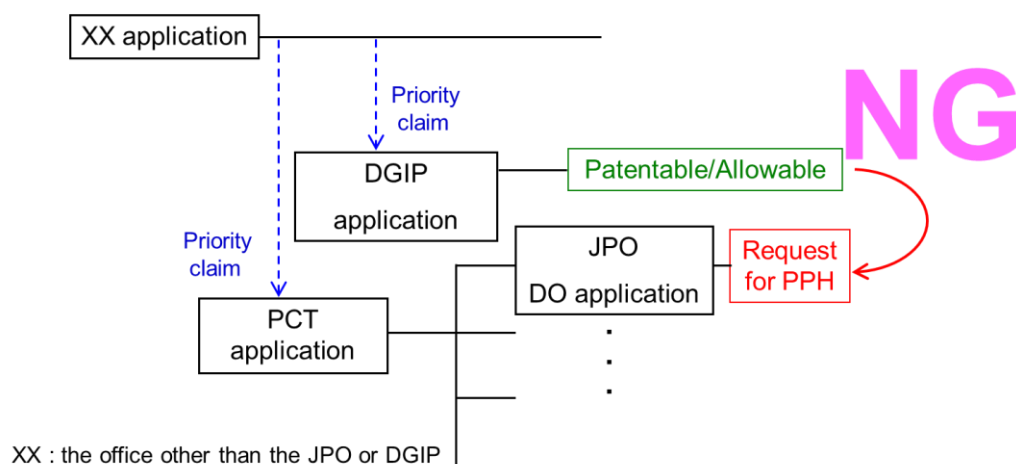 XX application
NG
Priority
claim
DGIP
application
Patentable/Allowable
Priority
claim
JPO
DO application
Request
for PPH
PCT
application
XX : the office other than the JPO or DGIP